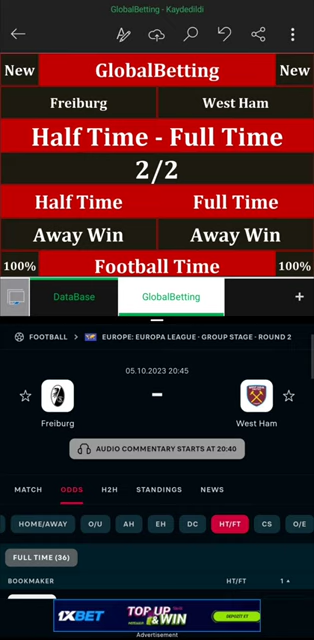 GlobalBetting - Kaydedildi
New GlobalBetting New
Freiburg West Ham
Half Time - Full Time
2/2
Half Time Full Time
Away Win Away Win
100% Football Time 100%
DataBase GlobalBetting +
FOOTBALL > EUROPE: EUROPA LEAGUE - GROUP STAGE - ROUND 2
05.10.2023 20:45
-
Freiburg West Ham
AUDIO COMMENTARY STARTS AT 20:40
MATCH ODDS H2H STANDINGS NEWS
HOME/AWAY O/U AH EH DC HT/FT CS O/E
FULL TIME (36)
BOOKMAKER HT/FT 1
1XBET TOP UP & WIN
Advertisement